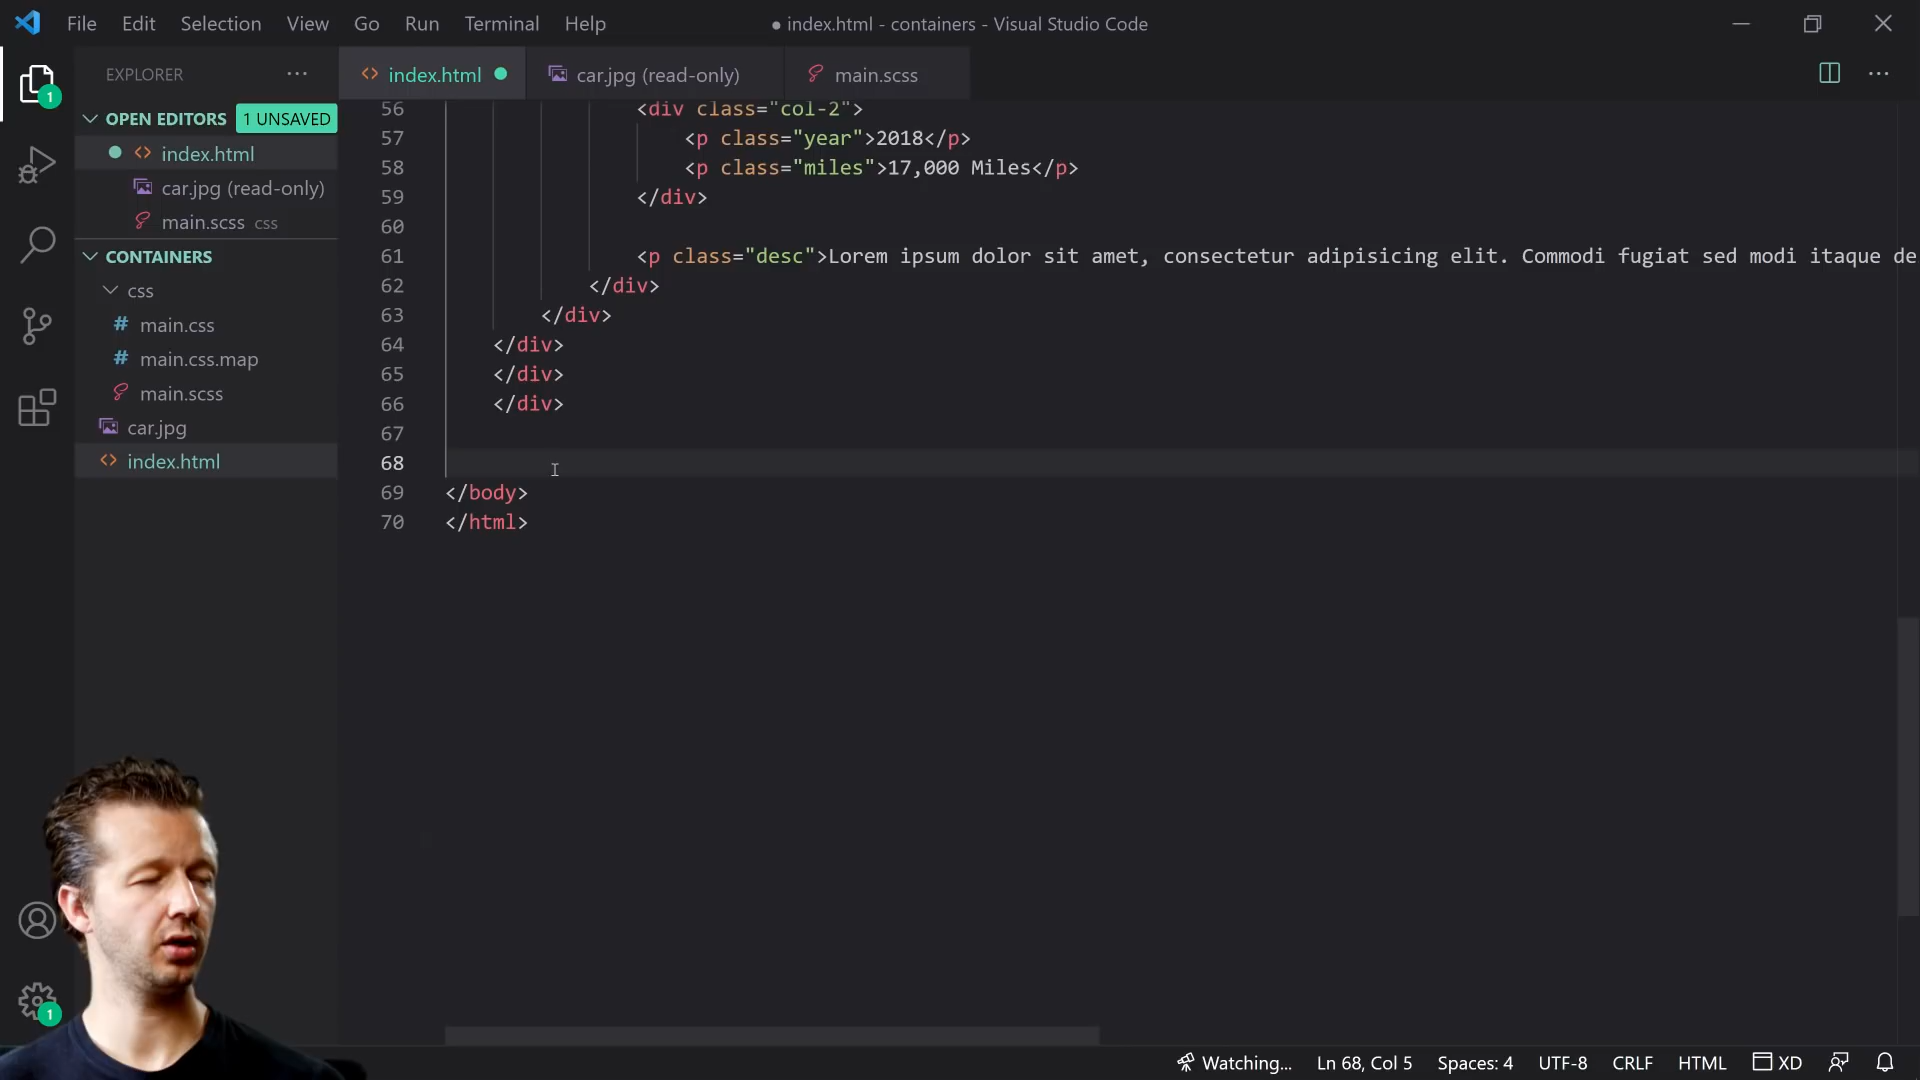 File Edit Selection View Go Run Terminal Help
● index.html - containers - Visual Studio Code
EXPLORER
index.html
car.jpg (read-only)
main.scss
OPEN EDITORS 1 UNSAVED
index.html
car.jpg (read-only)
main.scss css
CONTAINERS
css
main.css
main.css.map
main.scss
car.jpg
index.html
1
1
56 <div class="col-2">
57 <p class="year">2018</p>
58 <p class="miles">17,000 Miles</p>
59 </div>
60
61 <p class="desc">Lorem ipsum dolor sit amet, consectetur adipisicing elit. Commodi fugiat sed modi itaque de
62 </div>
63 </div>
64 </div>
65 </div>
66 </div>
67
68
69 </body>
70 </html>
Watching... Ln 68, Col 5 Spaces: 4 UTF-8 CRLF HTML XD